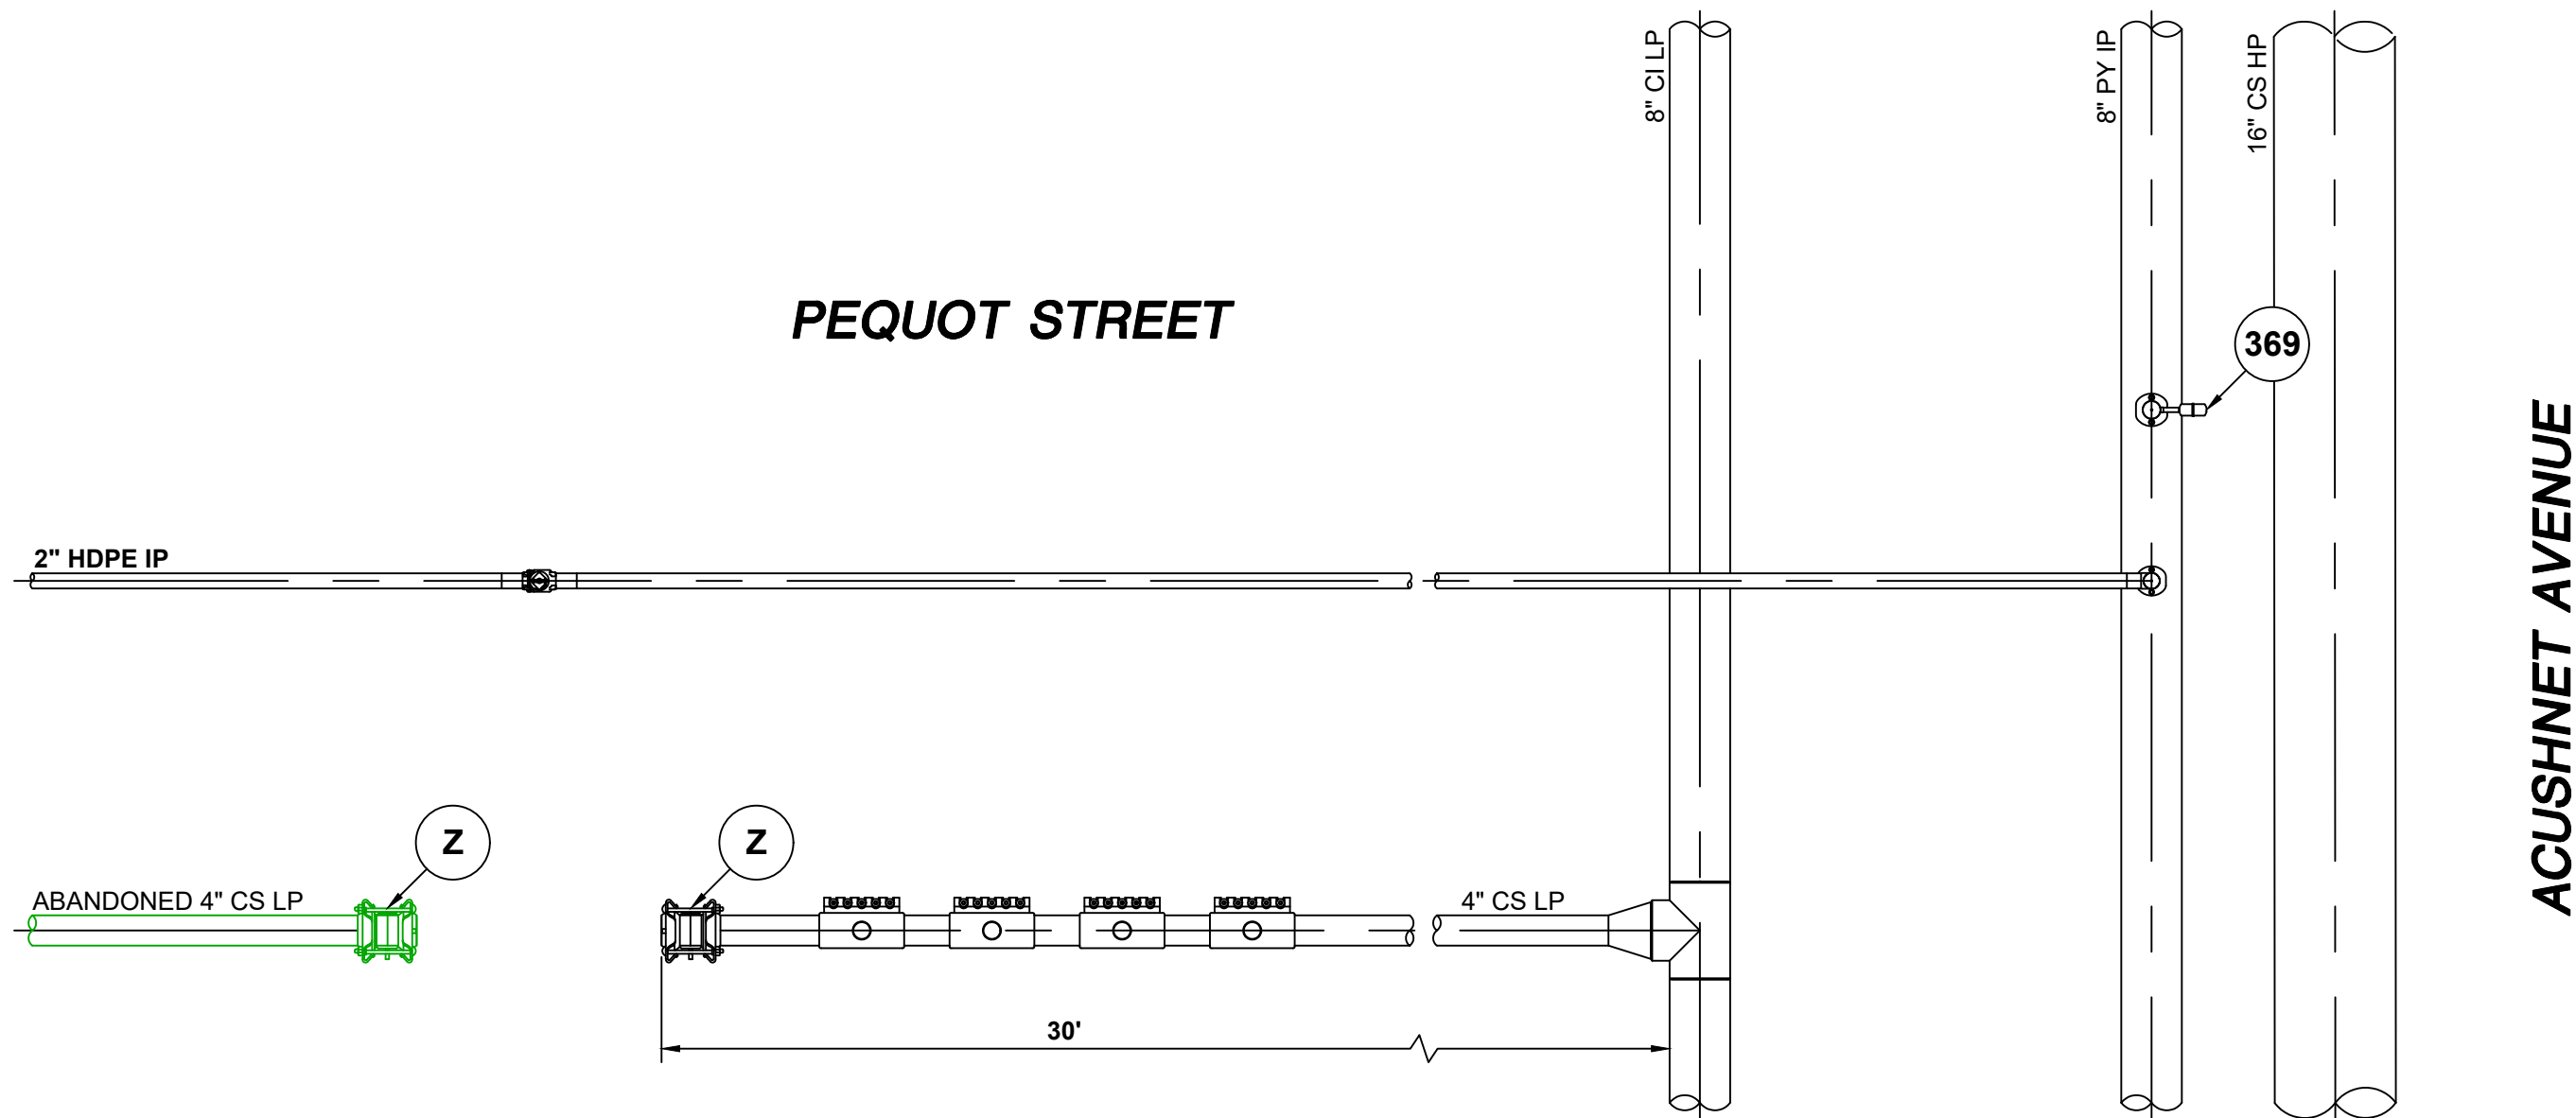 8" CI LP
8" PY IP
16" CS HP
PEQUOT STREET
369
ACUSHNET AVENUE
2" HDPE IP
Z
Z
ABANDONED 4" CS LP
4" CS LP
30'